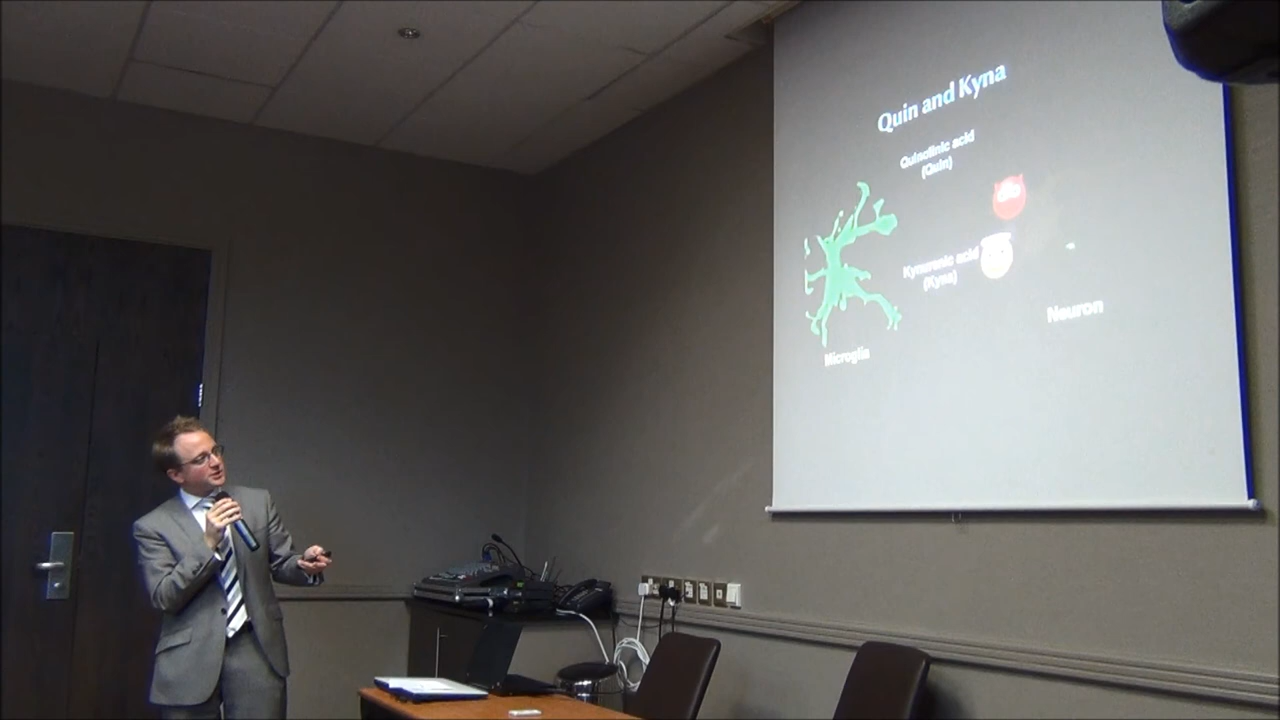 Quin and Kyna
Quinolinic acid
(Quin)
Kynurenic acid
(Kyna)
Neuron
Microglia